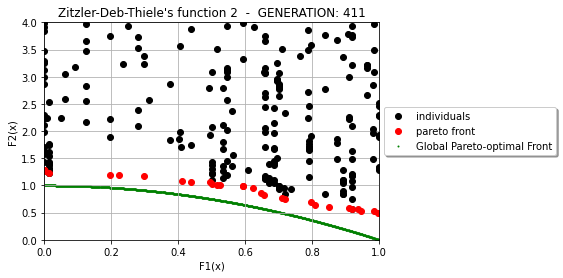 Zitzler-Deb-Thiele's function 2 - GENERATION: 411
4.0
3.5
3.0
2.5
2.0
1.5
1.0
0.5
0.0
F2(x)
0.0 0.2 0.4 0.6 0.8 1.0
F1(x)
individuals
pareto front
Global Pareto-optimal Front